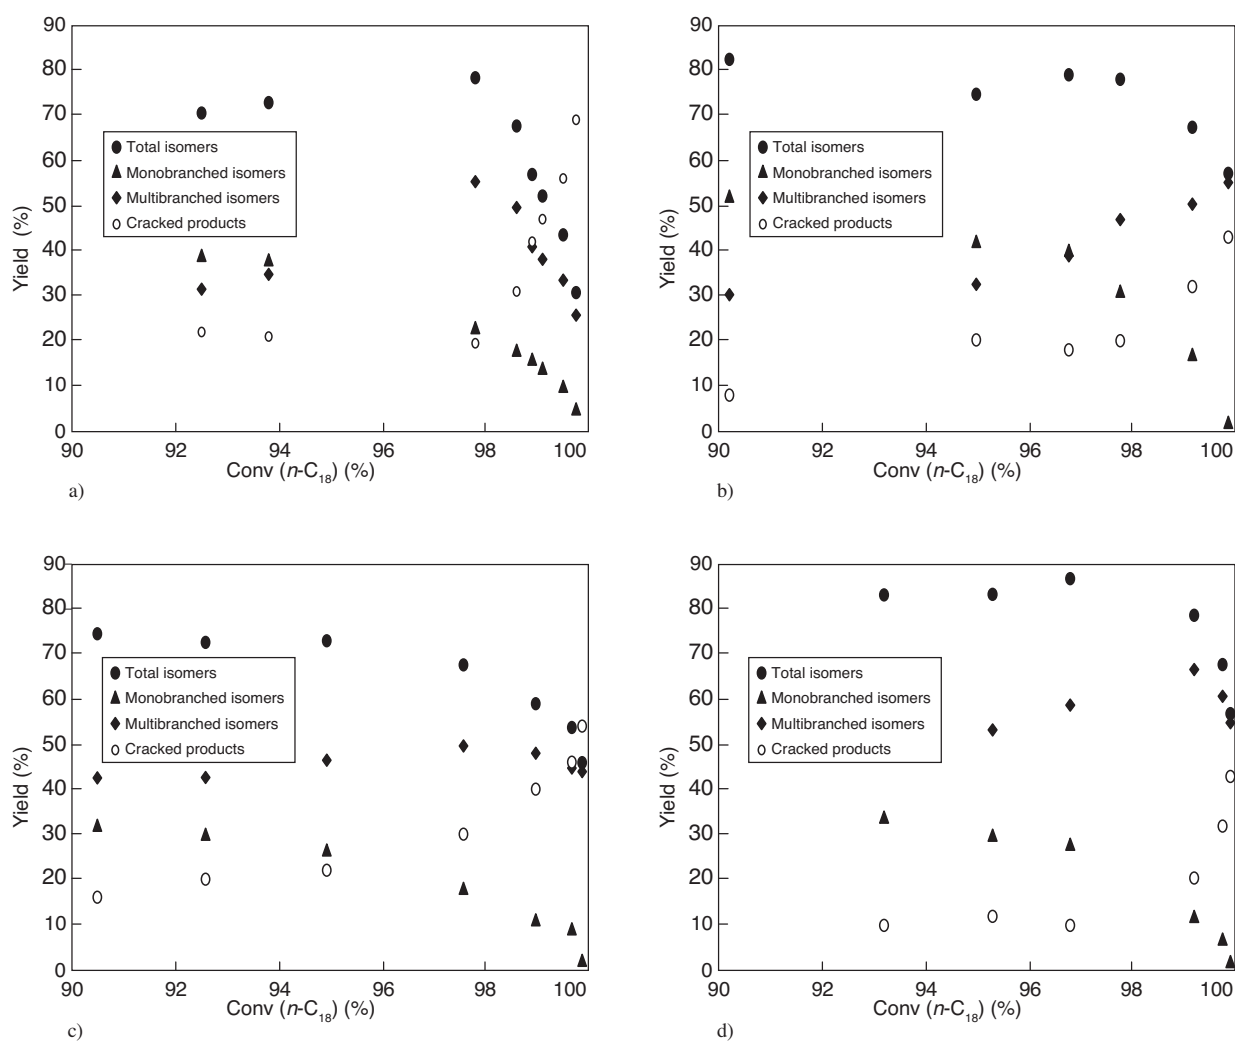 90
80
70
60
50
40
30
20
10
0
Yield (%)
Total isomers
Monobranched isomers
Multibranched isomers
Cracked products
90 92 94 96 98 100
Conv (n-C18) (%)
a)
90
80
70
60
50
40
30
20
10
0
Yield (%)
Total isomers
Monobranched isomers
Multibranched isomers
Cracked products
90 92 94 96 98 100
Conv (n-C18) (%)
b)
90
80
70
60
50
40
30
20
10
0
Yield (%)
Total isomers
Monobranched isomers
Multibranched isomers
Cracked products
90 92 94 96 98 100
Conv (n-C18) (%)
c)
90
80
70
60
50
40
30
20
10
0
Yield (%)
Total isomers
Monobranched isomers
Multibranched isomers
Cracked products
90 92 94 96 98 100
Conv (n-C18) (%)
d)